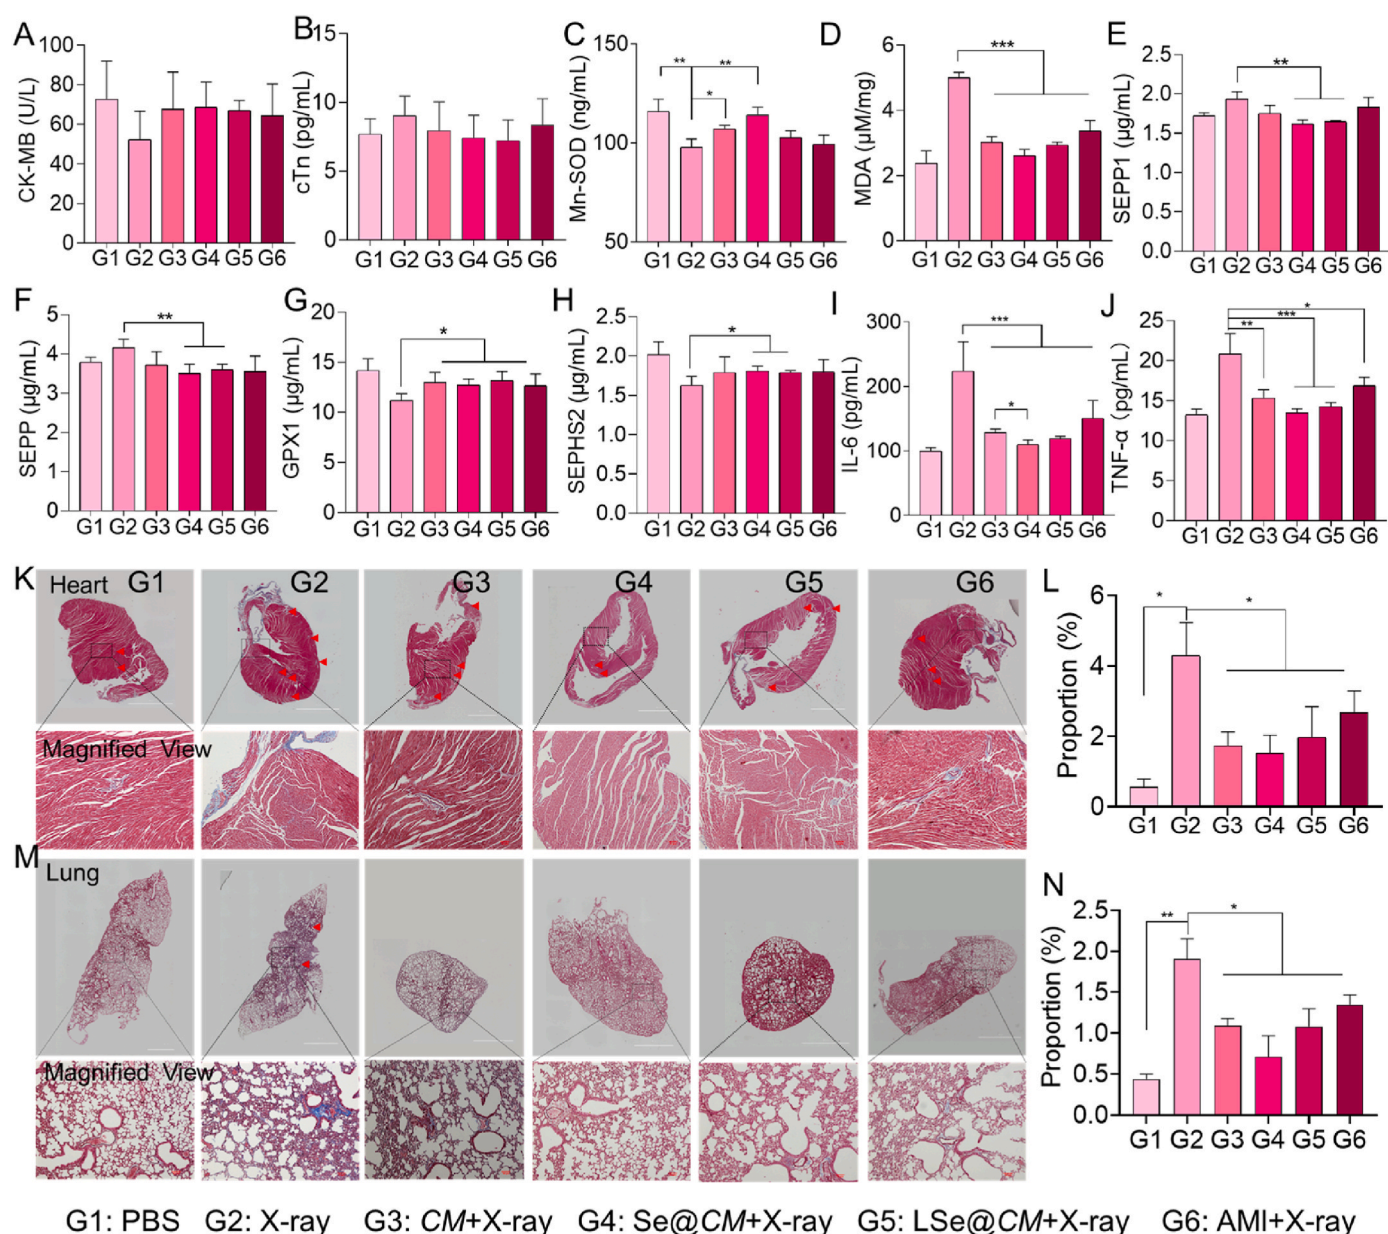 A
CK-MB (U/L)
100
80
60
40
20
0
G1 G2 G3 G4 G5 G6
B
cTn (pg/mL)
15
10
5
0
G1 G2 G3 G4 G5 G6
C
Mn-SOD (ng/mL)
150
100
50
** **
*
G1 G2 G3 G4 G5 G6
D
MDA (μM/mg)
6
4
2
0
***
G1 G2 G3 G4 G5 G6
E
SEPP1 (μg/mL)
2.5
2.0
1.5
1.0
0.5
0.0
**
G1 G2 G3 G4 G5 G6
F
SEPP (μg/mL)
5
4
3
2
1
0
**
G1 G2 G3 G4 G5 G6
G
GPX1 (μg/mL)
20
15
10
5
0
*
G1 G2 G3 G4 G5 G6
H
SEPHS2 (μg/mL)
2.5
2.0
1.5
1.0
0.5
0.0
*
G1 G2 G3 G4 G5 G6
I
IL-6 (pg/mL)
300
200
100
0
***
*
G1 G2 G3 G4 G5 G6
J
TNF-α (pg/mL)
25
20
15
10
5
0
*
***
**
G1 G2 G3 G4 G5 G6
K
Heart G1 G2 G3 G4 G5 G6
Magnified View
L
Proportion (%)
6
4
2
0
* *
G1 G2 G3 G4 G5 G6
M
Lung
Magnified View
N
Proportion (%)
2.5
2.0
1.5
1.0
0.5
0.0
** *
G1 G2 G3 G4 G5 G6
G1: PBS G2: X-ray G3: CM+X-ray G4: Se@CM+X-ray G5: LSe@CM+X-ray G6: AMI+X-ray